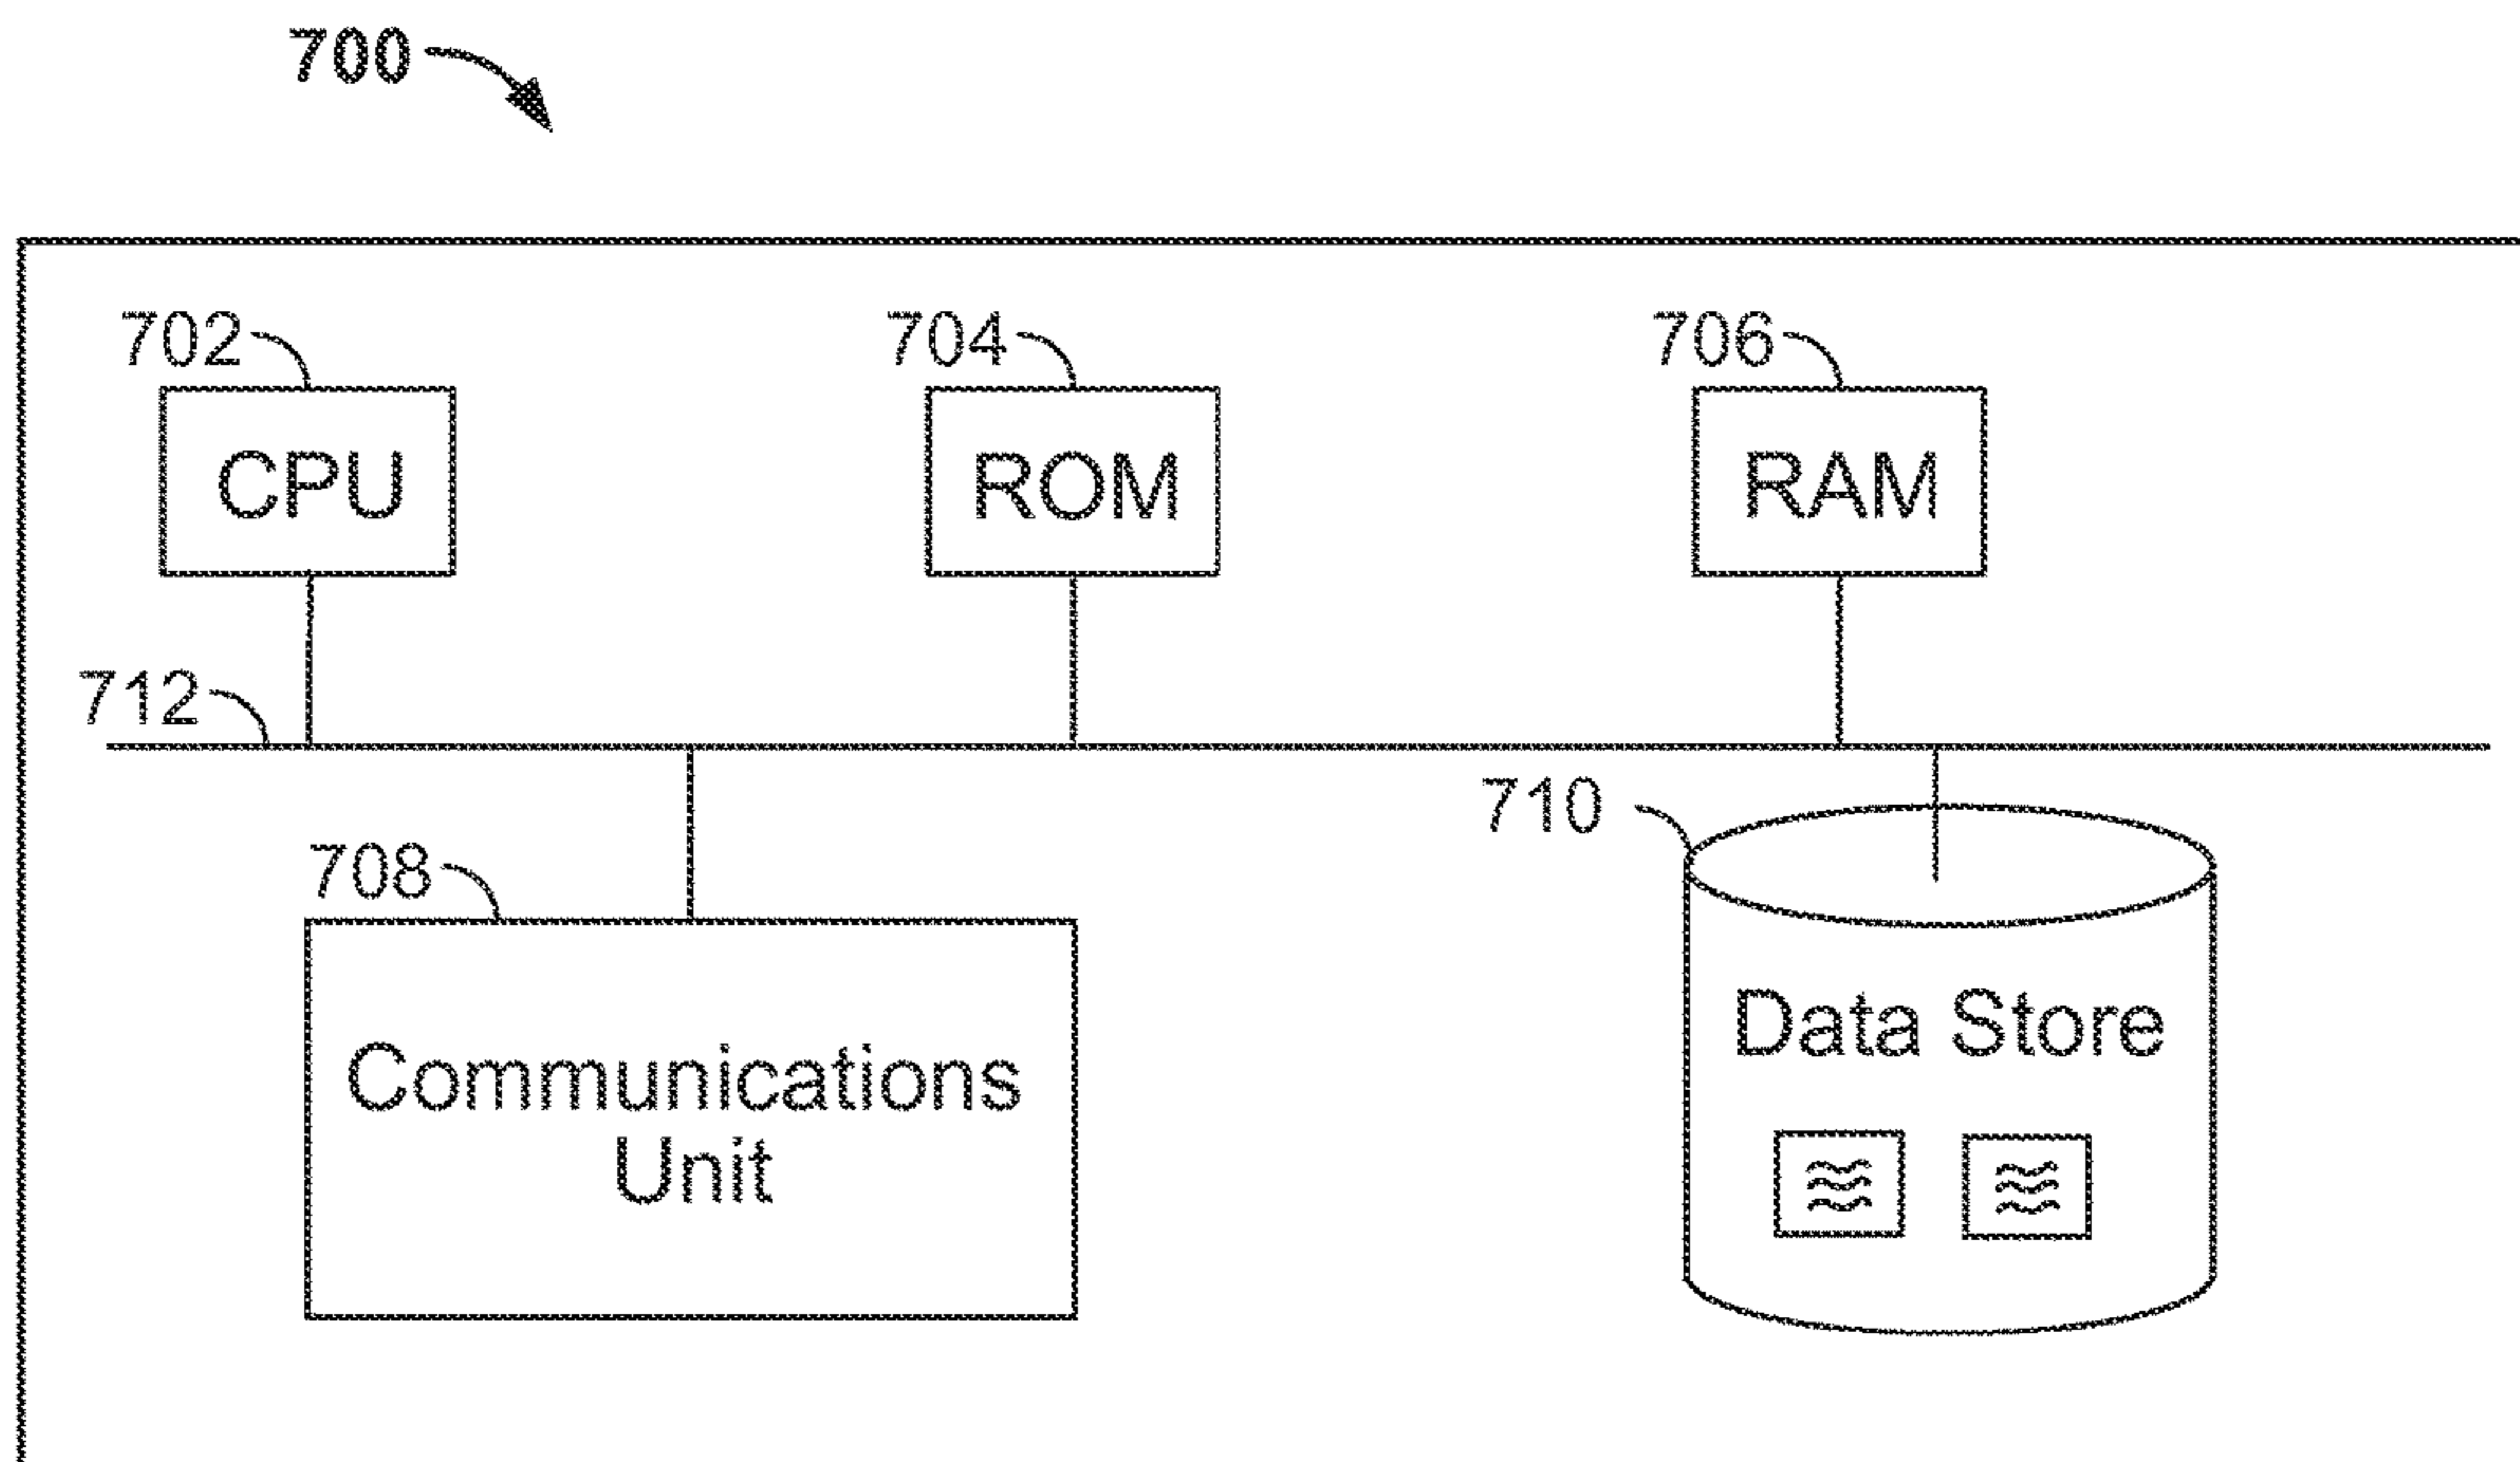 700
702
704
706
CPU
ROM
RAM
712
710
708
Data Store
Communications
Unit